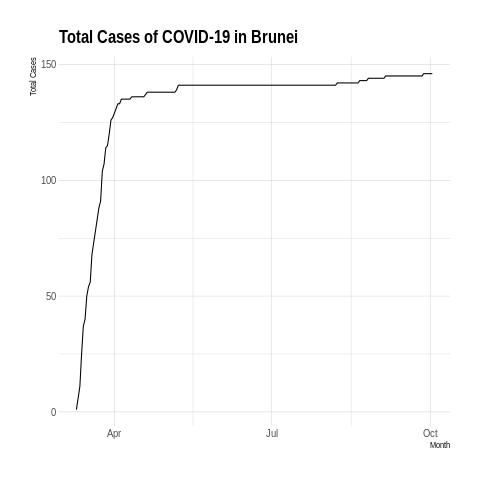 Total Cases of COVID-19 in Brunei
Total Cases
150
100
50
0
Apr
Jul
Oct
Month